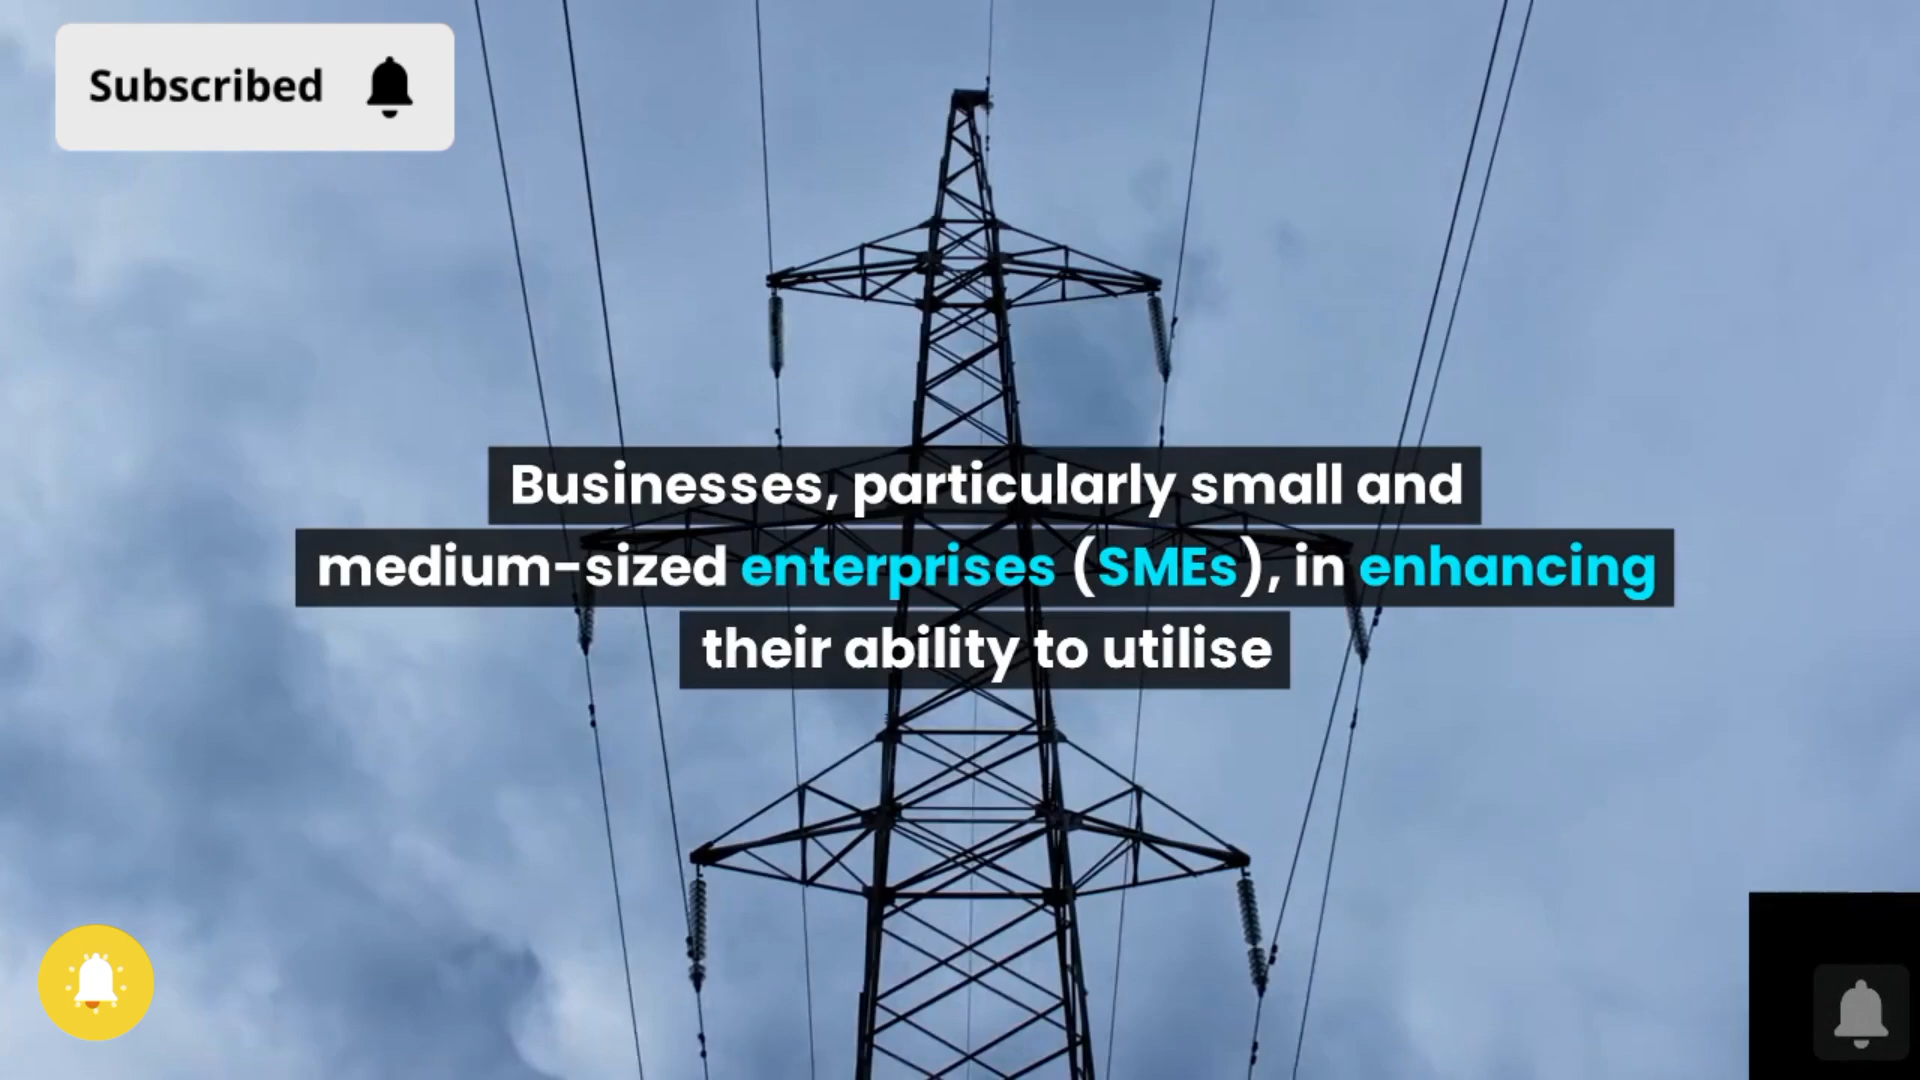 Subscribed
Businesses, particularly small and
medium-sized enterprises (SMEs), in enhancing
their ability to utilise